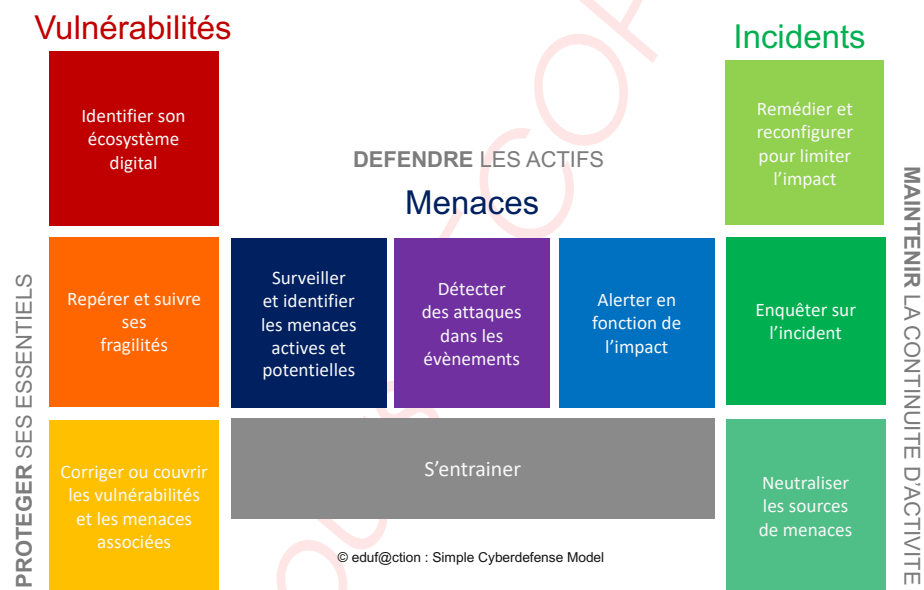 Vulnérabilités
Incidents
Identifier son
écosystème
digital
DEFENDRE LES ACTIFS
Menaces
Remédier et
reconfigurer
pour limiter
l'impact
PROTEGER SES ESSENTIELS
Repérer et suivre
ses
fragilités
Surveiller
et identifier
les menaces
actives et
potentielles
Détecter
des attaques
dans les
évènements
Alerter en
fonction de
l'impact
Enquêter sur
l'incident
MAINTENIR LA CONTINUITE D'ACTIVITE
Corriger ou couvrir
les vulnérabilités
et les menaces
associées
S'entrainer
Neutraliser
les sources
de menaces
© eduf@ction : Simple Cyberdefense Model